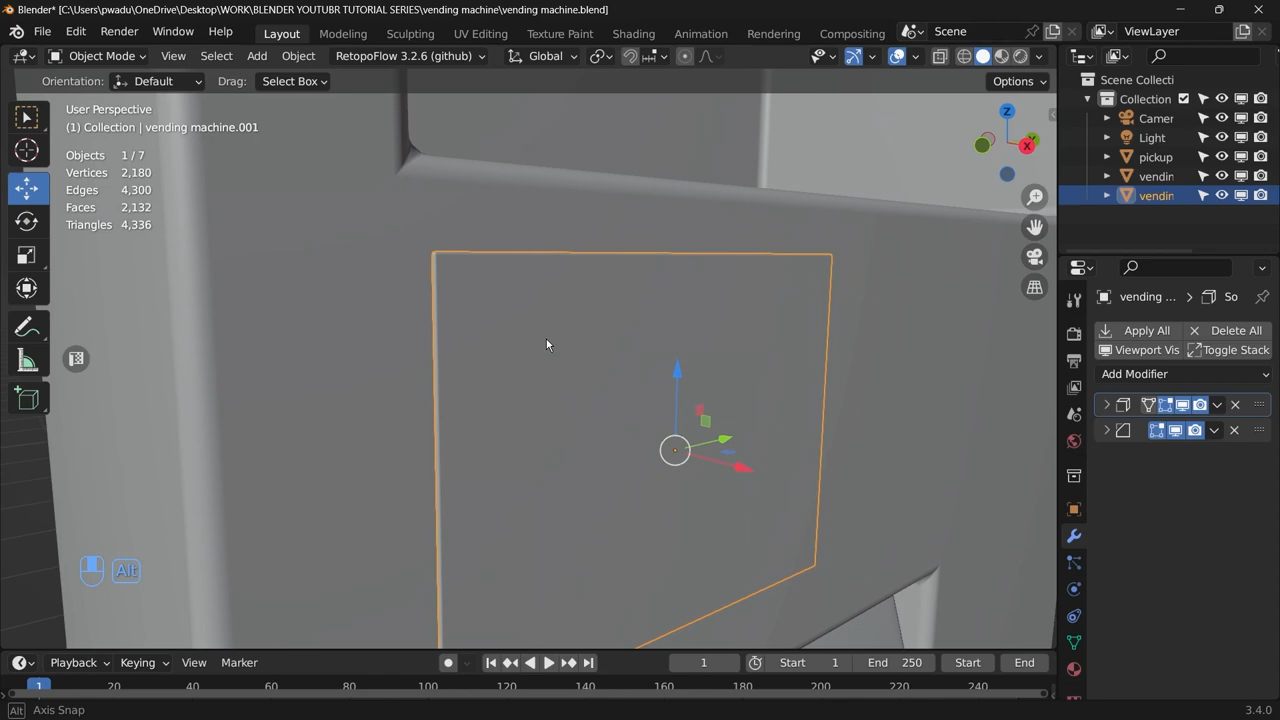 Blender* [C:\Users\pwadu\OneDrive\Desktop\WORK\BLENDER YOUTUBR TUTORIAL SERIES\vending machine\vending machine.blend]
File Edit Render Window Help Layout Modeling Sculpting UV Editing Texture Paint Shading Animation Rendering Compositing Scene ViewLayer
Object Mode View Select Add Object RetopoFlow 3.2.6 (github) Global
Orientation: Default Drag: Select Box Options
User Perspective
(1) Collection | vending machine.001
Objects 1 / 7
Vertices 2,180
Edges 4,300
Faces 2,132
Triangles 4,336
Z
X
Alt
Scene Collecti
Collection
Camer
Light
pickup
vendin
vendin
vending ... So
Apply All Delete All
Viewport Vis Toggle Stack
Add Modifier
Playback Keying View Marker 1 Start 1 End 250 Start End
1 20 40 60 80 100 120 140 160 180 200 220 240
Alt Axis Snap 3.4.0